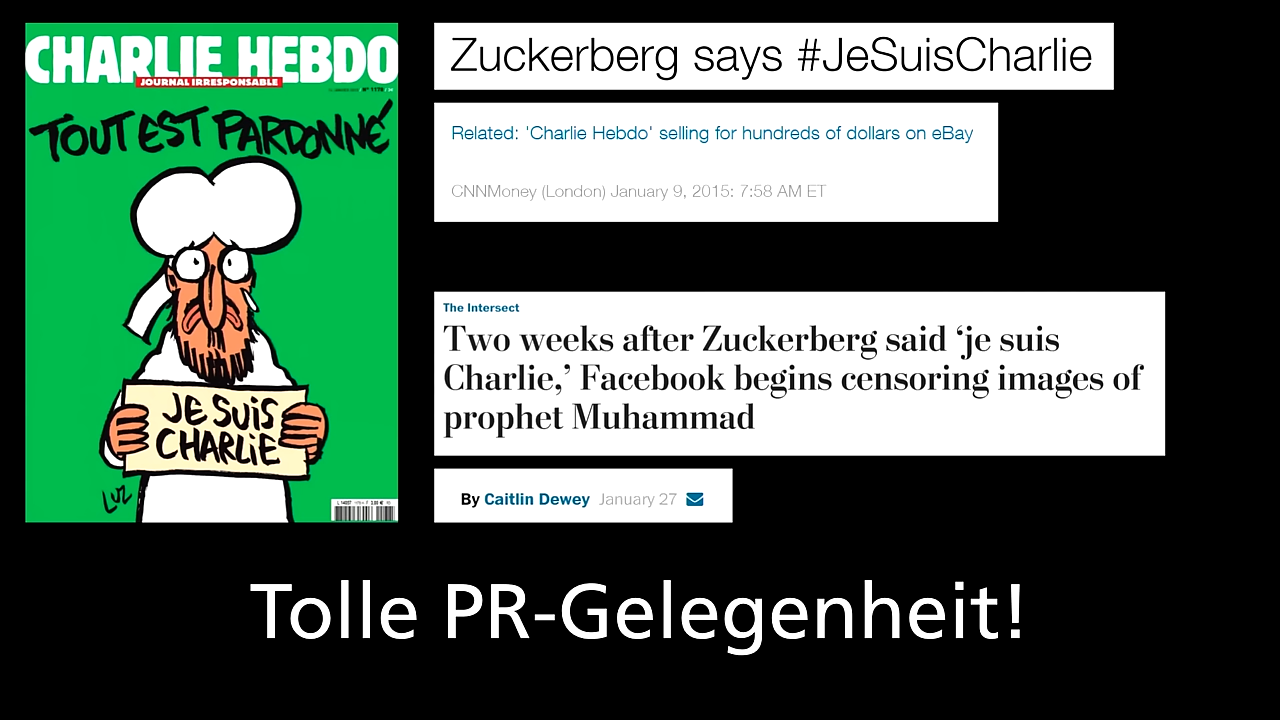 CHARLIE HEBDO
JOURNAL IRRESPONSABLE
TOUT EST PARDONNÉ
JE SUIS
CHARLIE
LUZ
Zuckerberg says #JeSuisCharlie
Related: 'Charlie Hebdo' selling for hundreds of dollars on eBay
CNNMoney (London) January 9, 2015: 7:58 AM ET
The Intersect
Two weeks after Zuckerberg said ‘je suis
Charlie,’ Facebook begins censoring images of
prophet Muhammad
By Caitlin Dewey January 27
Tolle PR-Gelegenheit!